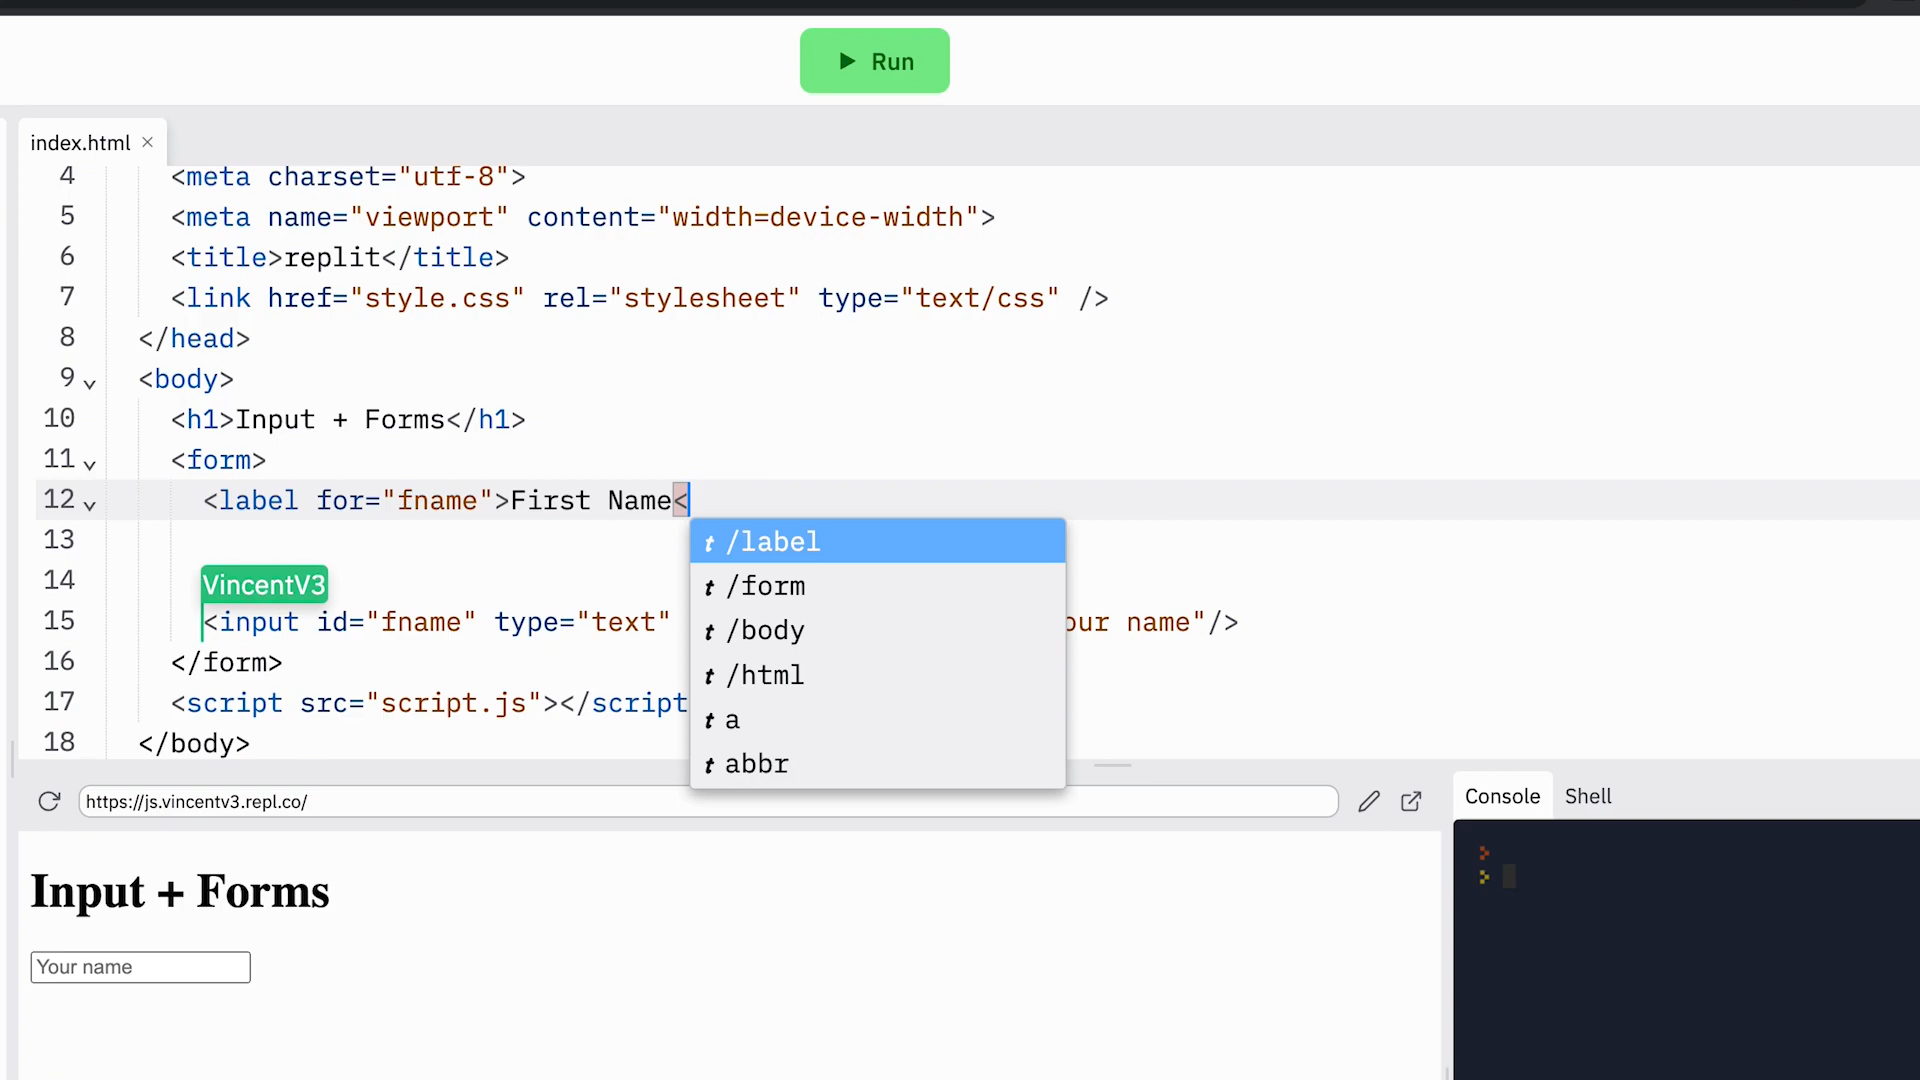 Run
index.html ×
4 <meta charset="utf-8">
5 <meta name="viewport" content="width=device-width">
6 <title>replit</title>
7 <link href="style.css" rel="stylesheet" type="text/css" />
8 </head>
9 <body>
10 <h1>Input + Forms</h1>
11 <form>
12 <label for="fname">First Name<
13
14
VincentV3
15 <input id="fname" type="text" our name"/>
16 </form>
17 <script src="script.js"></script
18 </body>
t /label
t /form
t /body
t /html
t a
t abbr
https://js.vincentv3.repl.co/
Console Shell
Input + Forms
Your name